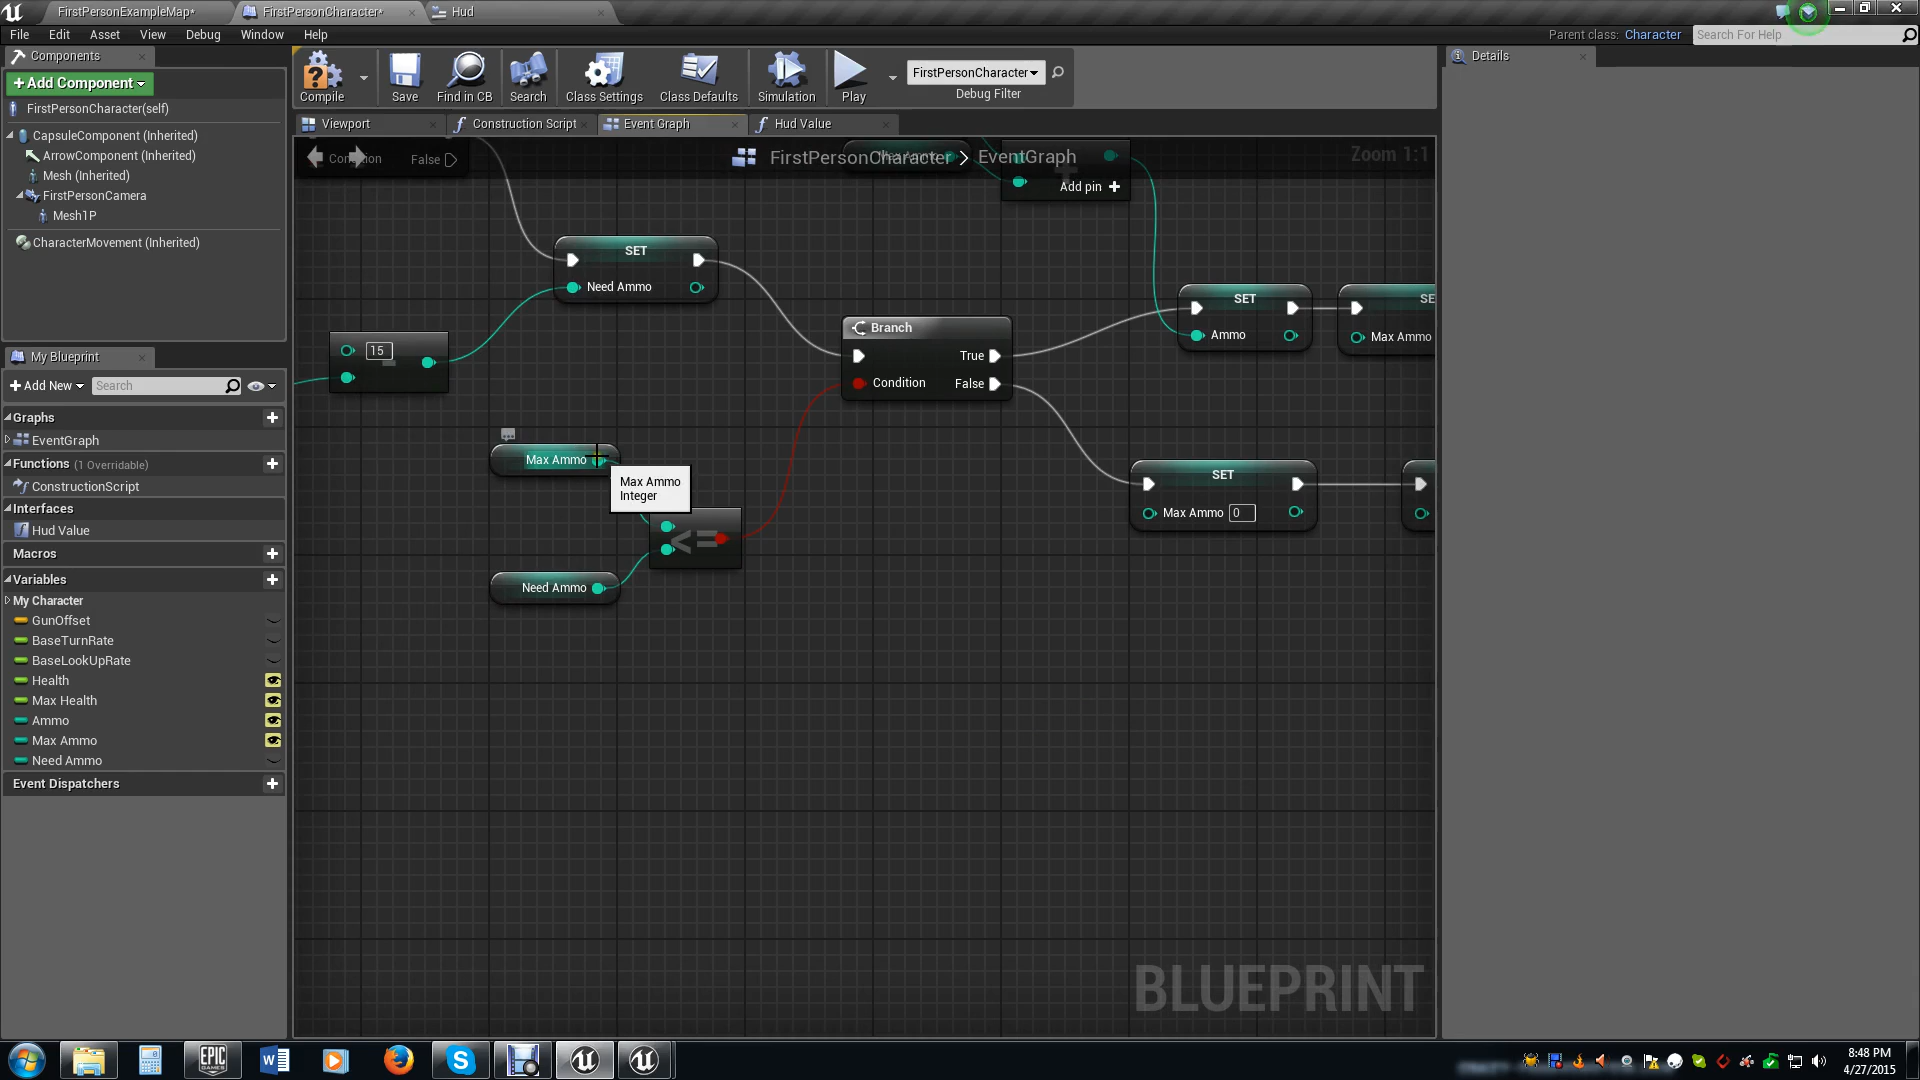 FirstPersonExampleMap*
FirstPersonCharacter*
Hud
File Edit Asset View Debug Window Help
Parent class: Character
Search For Help
Components
+Add Component
FirstPersonCharacter(self)
CapsuleComponent (Inherited)
ArrowComponent (Inherited)
Mesh (Inherited)
FirstPersonCamera
Mesh1P
CharacterMovement (Inherited)
Compile
Save
Find in CB
Search
Class Settings
Class Defaults
Simulation
Play
FirstPersonCharacter
Debug Filter
Details
Viewport
Construction Script
Event Graph
Hud Value
Condition
False
FirstPersonCharacter > EventGraph
Zoom 1:1
Add pin +
SET
Need Ammo
15
Branch
True
Condition
False
SET
Ammo
SE
Max Ammo
Max Ammo
Max Ammo
Integer
<=
Need Ammo
SET
Max Ammo 0
BLUEPRINT
My Blueprint
+Add New
Search
Graphs
EventGraph
Functions (1 Overridable)
ConstructionScript
Interfaces
Hud Value
Macros
Variables
My Character
GunOffset
BaseTurnRate
BaseLookUpRate
Health
Max Health
Ammo
Max Ammo
Need Ammo
Event Dispatchers
EPIC
GAMES
8:48 PM
4/27/2015